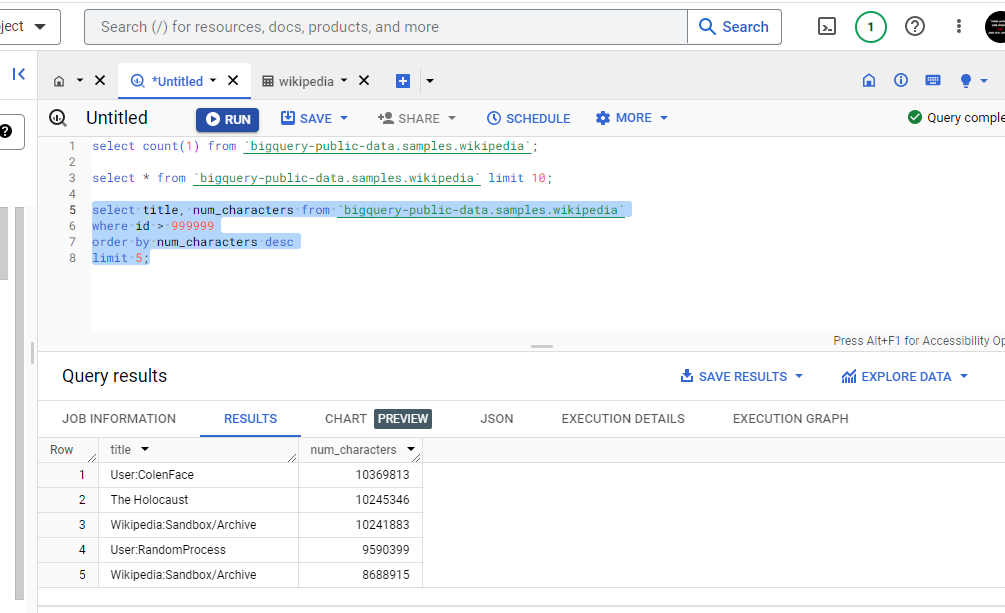 ject
Search (/) for resources, docs, products, and more
Search
1
?
*Untitled
wikipedia
Untitled
RUN
SAVE
SHARE
SCHEDULE
MORE
Query comple
?
1 select count(1) from `bigquery-public-data.samples.wikipedia`;
2
3 select * from `bigquery-public-data.samples.wikipedia` limit 10;
4
5 select title, num_characters from `bigquery-public-data.samples.wikipedia`
6 where id > 999999
7 order by num_characters desc
8 limit 5;
Press Alt+F1 for Accessibility Op
Query results
SAVE RESULTS
EXPLORE DATA
JOB INFORMATION
RESULTS
CHART PREVIEW
JSON
EXECUTION DETAILS
EXECUTION GRAPH
Row title num_characters
1 User:ColenFace 10369813
2 The Holocaust 10245346
3 Wikipedia:Sandbox/Archive 10241883
4 User:RandomProcess 9590399
5 Wikipedia:Sandbox/Archive 8688915